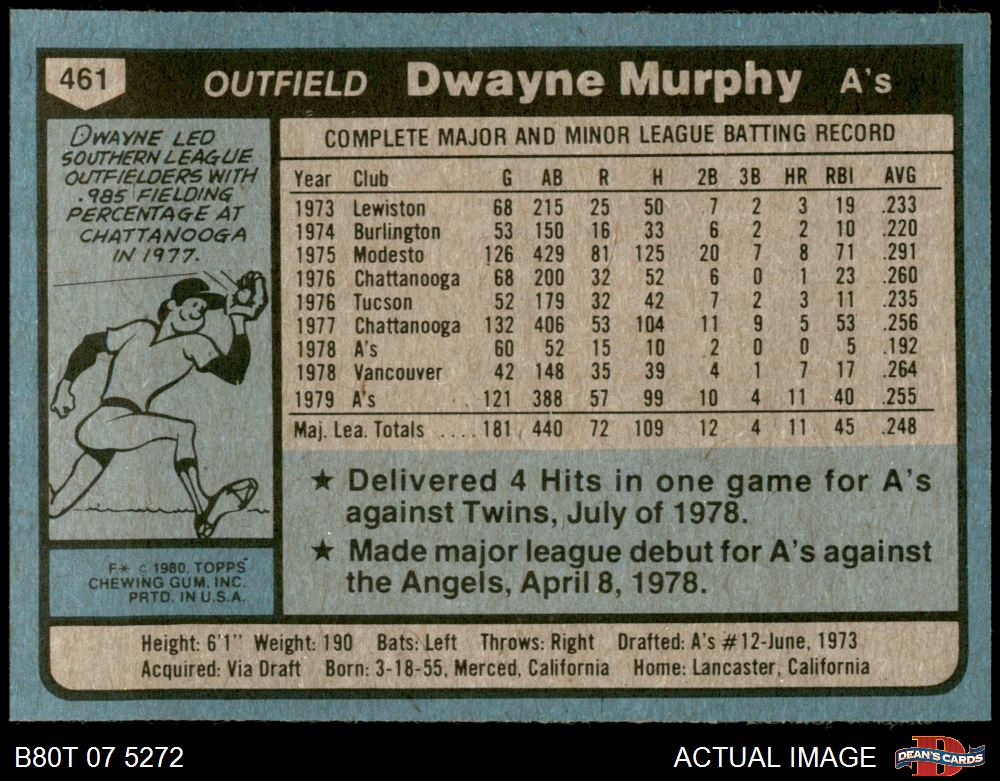 461
OUTFIELD Dwayne Murphy A's
DWAYNE LED
SOUTHERN LEAGUE
OUTFIELDERS WITH
.985 FIELDING
PERCENTAGE AT
CHATTANOOGA
IN 1977.
COMPLETE MAJOR AND MINOR LEAGUE BATTING RECORD
Year Club G AB R H 2B 3B HR RBI AVG
1973 Lewiston 68 215 25 50 7 2 3 19 .233
1974 Burlington 53 150 16 33 6 2 2 10 .220
1975 Modesto 126 429 81 125 20 7 8 71 .291
1976 Chattanooga 68 200 32 52 6 0 1 23 .260
1976 Tucson 52 179 32 42 7 2 3 11 .235
1977 Chattanooga 132 406 53 104 11 9 5 53 .256
1978 A's 60 52 15 10 2 0 0 5 .192
1978 Vancouver 42 148 35 39 4 1 7 17 .264
1979 A's 121 388 57 99 10 4 11 40 .255
Maj. Lea. Totals .... 181 440 72 109 12 4 11 45 .248
★ Delivered 4 Hits in one game for A's
against Twins, July of 1978.
★ Made major league debut for A's against
the Angels, April 8, 1978.
F* © 1980. TOPPS
CHEWING GUM, INC.
PRTD. IN U.S.A.
Height: 6'1" Weight: 190 Bats: Left Throws: Right Drafted: A's #12-June, 1973
Acquired: Via Draft Born: 3-18-55, Merced, California Home: Lancaster, California
B80T 07 5272
ACTUAL IMAGE
D
DEAN'S CARDS